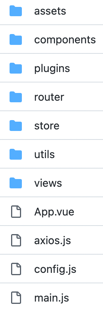 assets
components
plugins
router
store
utils
views
App.vue
axios.js
config.js
main.js